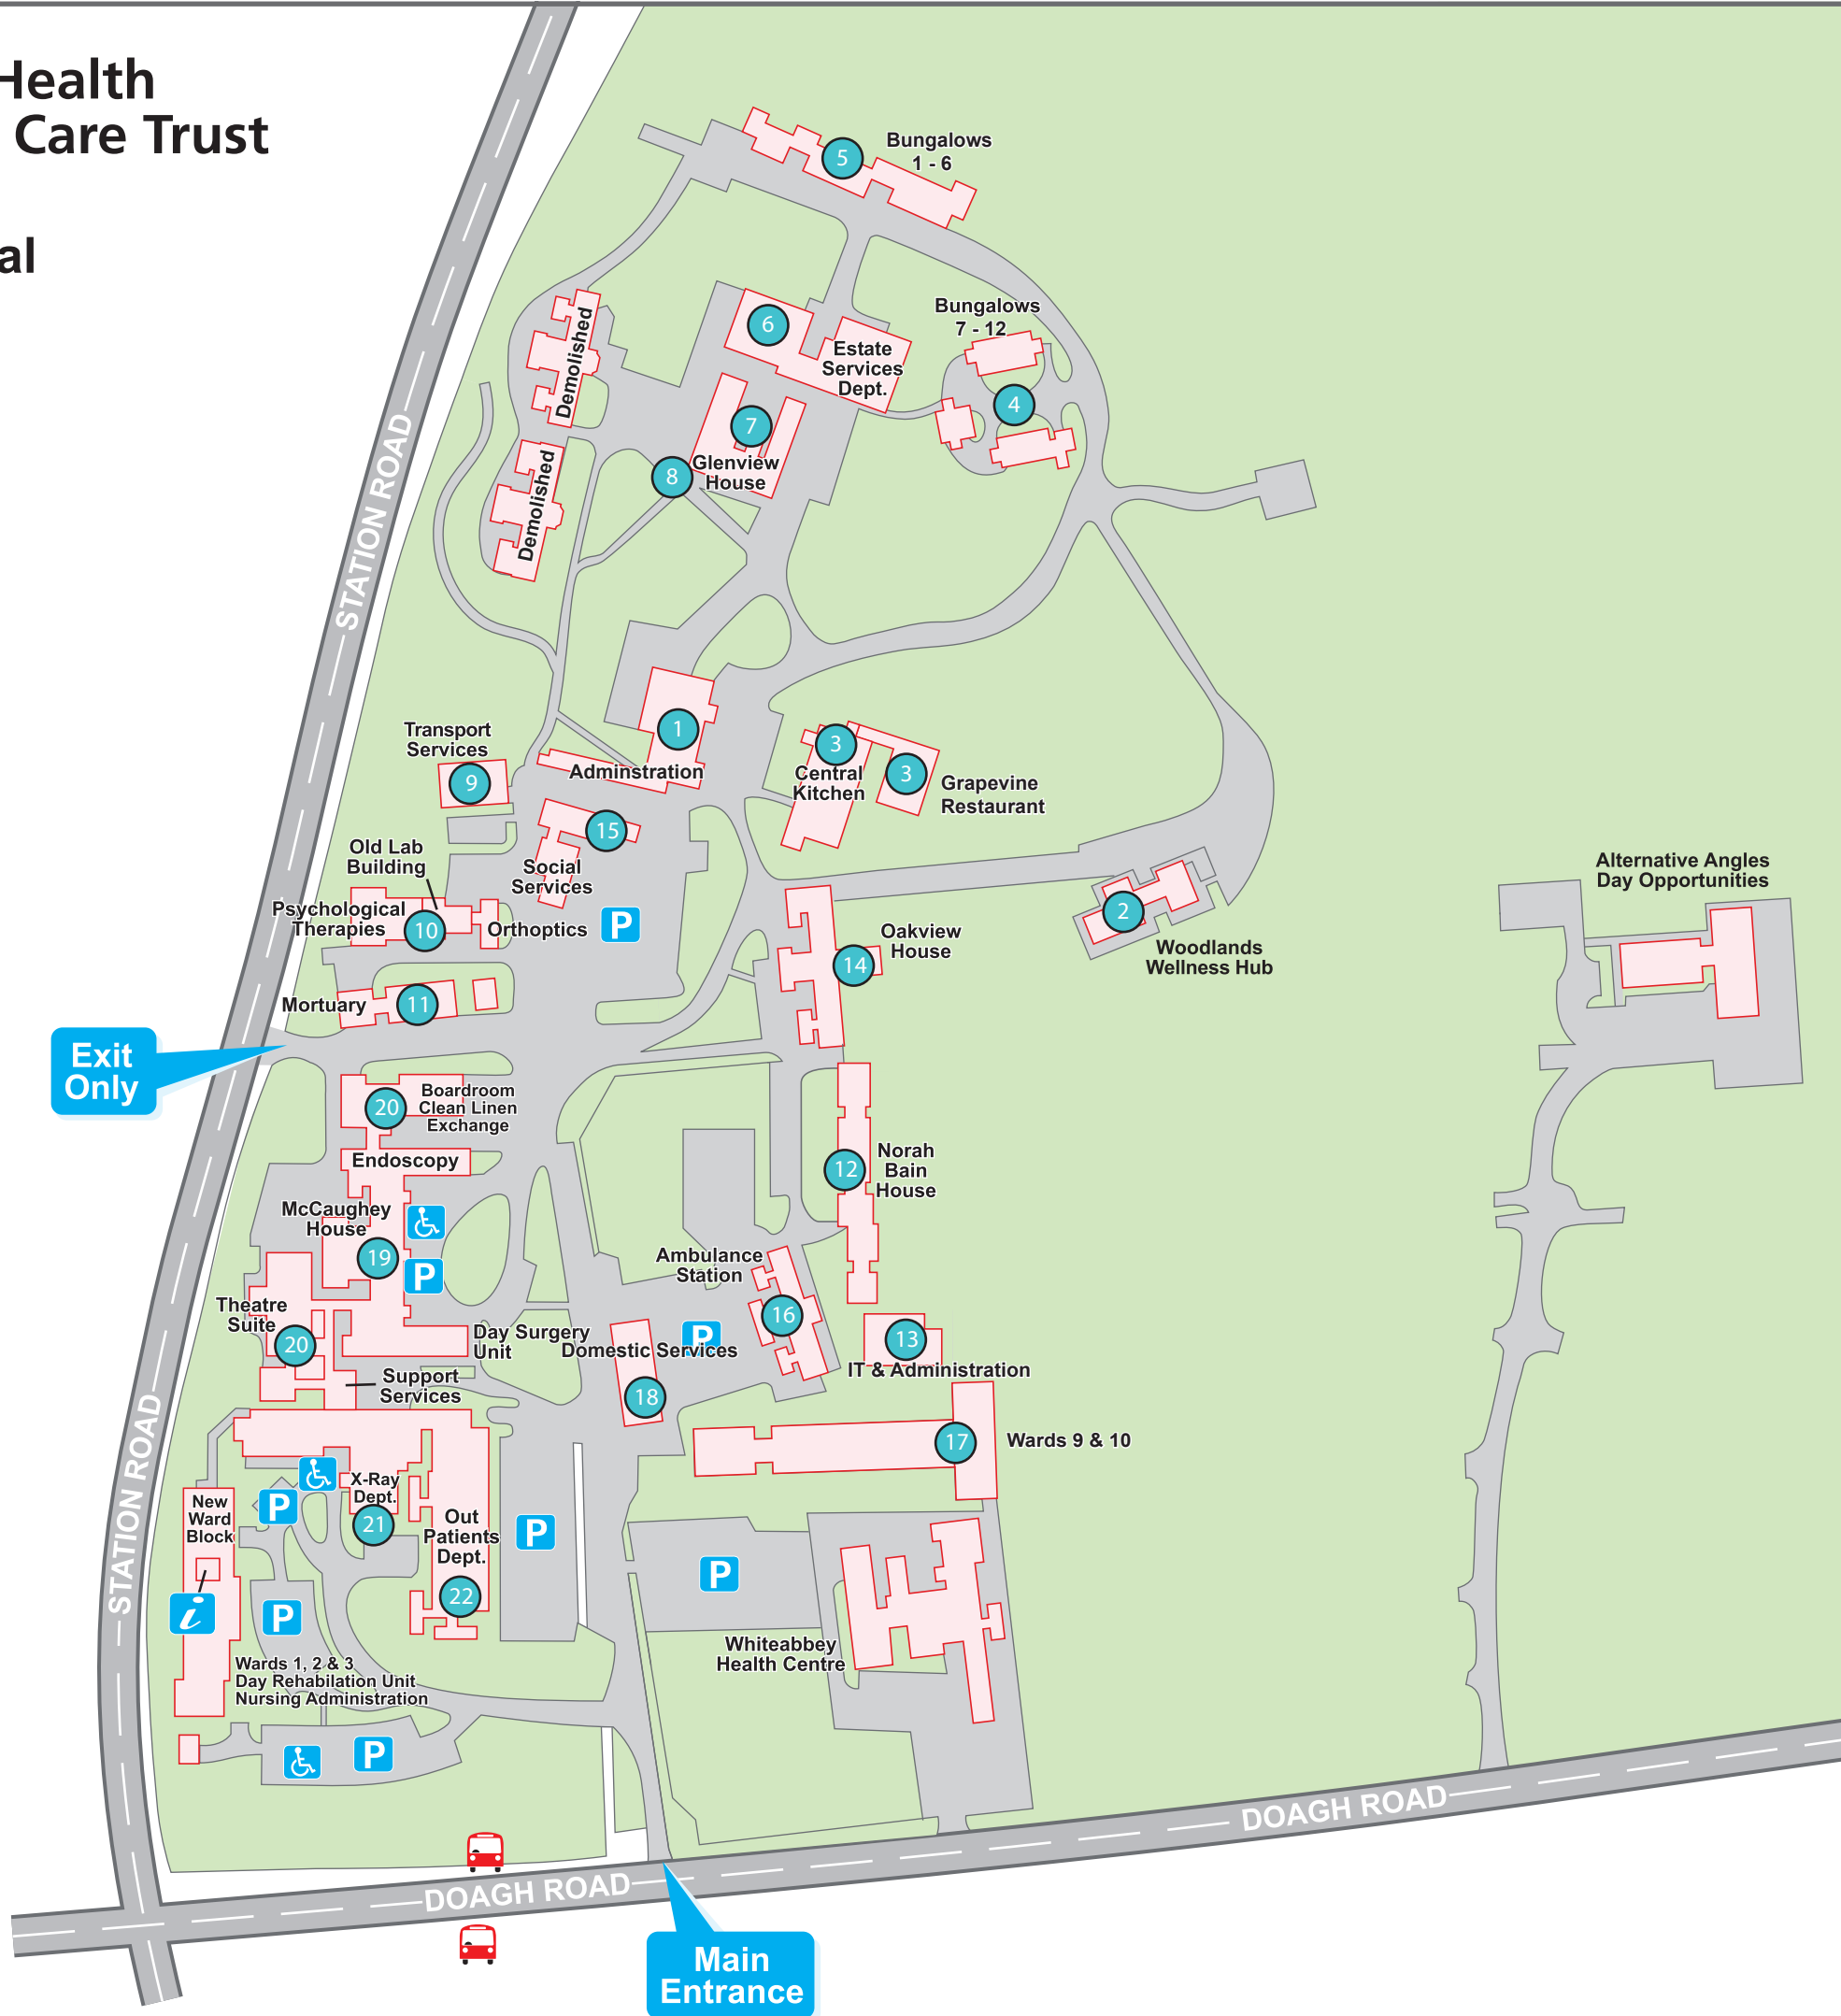 Health
Care Trust
al
5
Bungalows
1 - 6
6
Estate
Services
Dept.
Bungalows
7 - 12
4
Demolished
7
Glenview
House
8
Demolished
STATION ROAD
1
Adminstration
Transport
Services
9
3
Central
Kitchen
3
Grapevine
Restaurant
15
Social
Services
Old Lab
Building
Psychological
Therapies
10
Orthoptics
P
14
Oakview
House
2
Woodlands
Wellness Hub
Alternative Angles
Day Opportunities
Mortuary
11
Exit
Only
20
Boardroom
Clean Linen
Exchange
Endoscopy
McCaughey
House
19
P
12
Norah
Bain
House
Ambulance
Station
16
Theatre
Suite
20
Day Surgery
Unit
P
Domestic Services
18
13
IT & Administration
Support
Services
17
Wards 9 & 10
STATION ROAD
New
Ward
Block
P
X-Ray
Dept.
21
Out
Patients
Dept.
22
P
P
i
P
Whiteabbey
Health Centre
Wards 1, 2 & 3
Day Rehabilation Unit
Nursing Administration
P
DOAGH ROAD
DOAGH ROAD
Main
Entrance